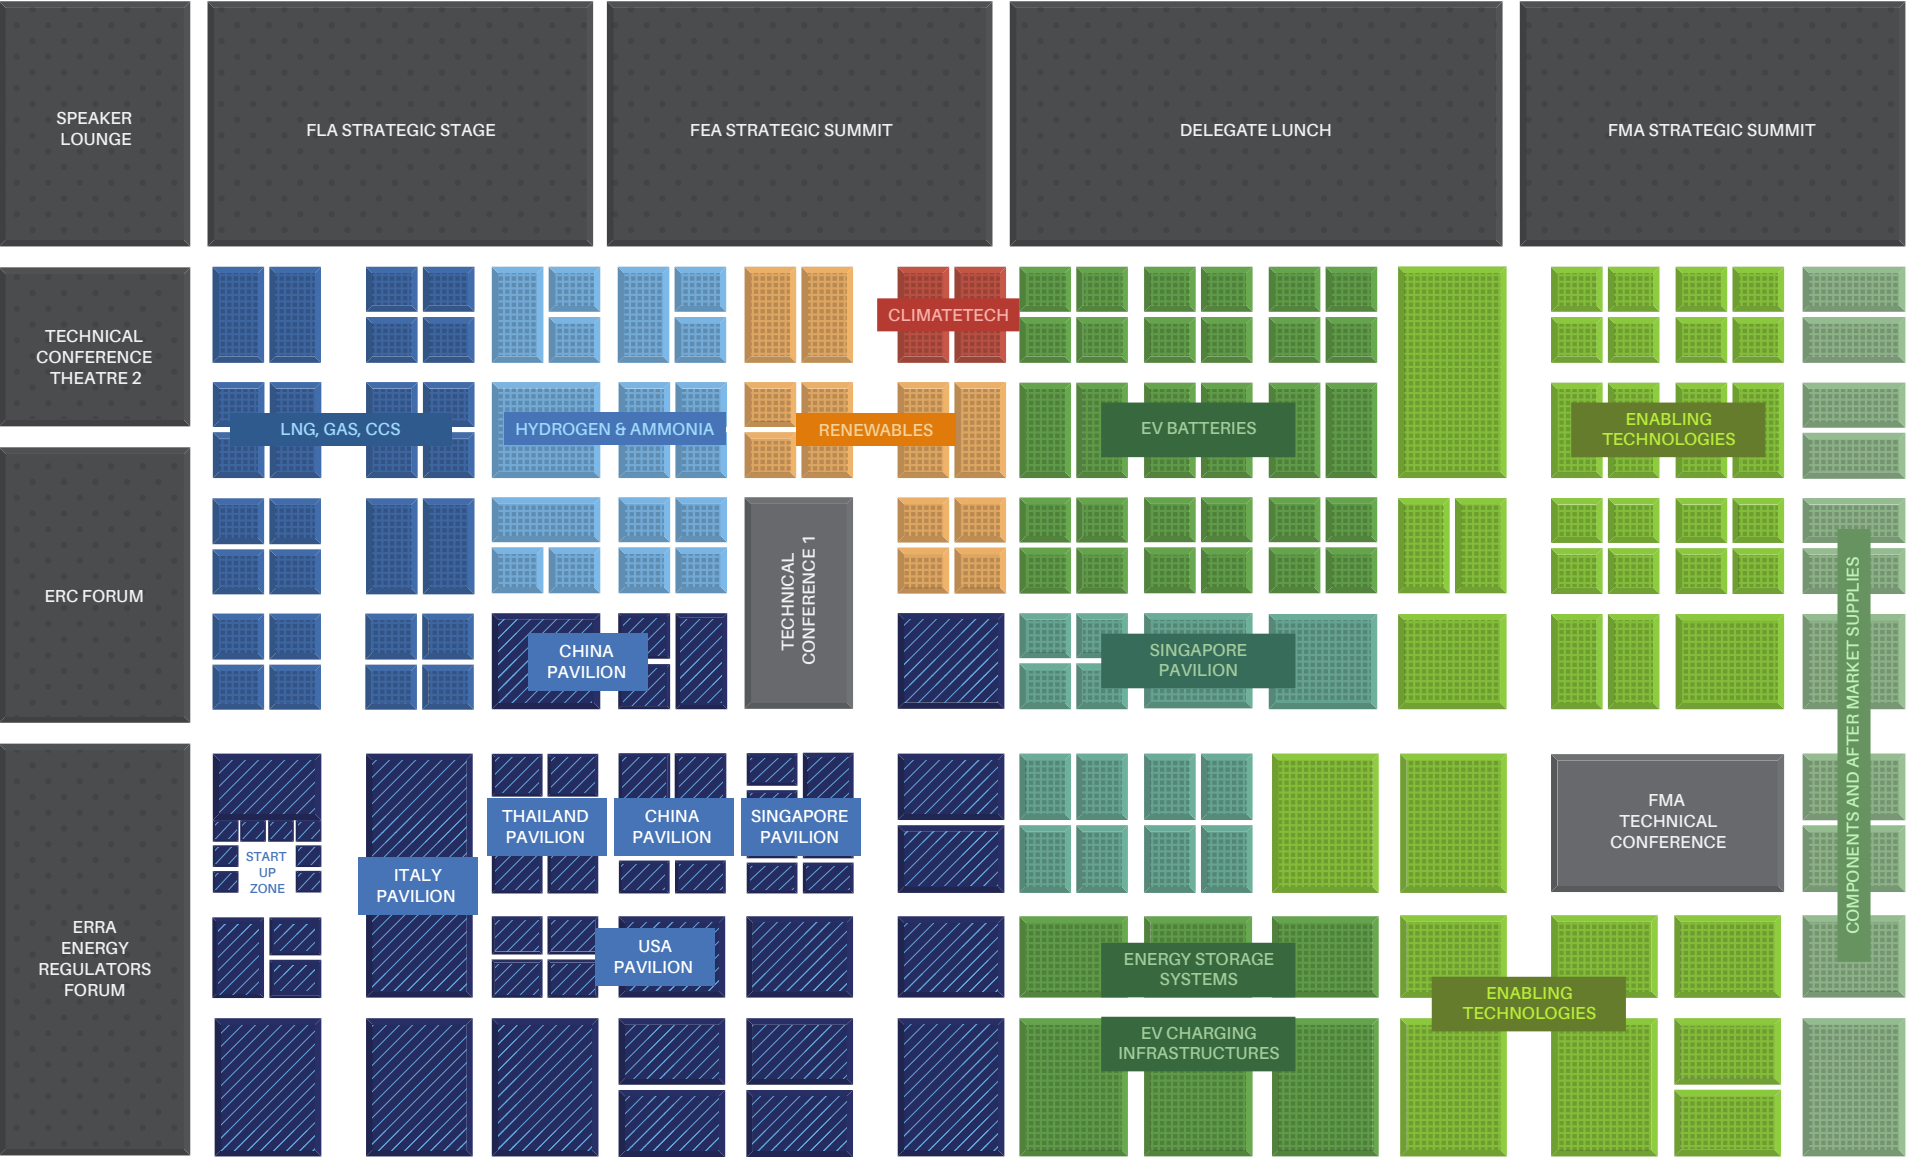 SPEAKER
LOUNGE
FLA STRATEGIC STAGE
FEA STRATEGIC SUMMIT
DELEGATE LUNCH
FMA STRATEGIC SUMMIT
TECHNICAL
CONFERENCE
THEATRE 2
CLIMATETECH
LNG, GAS, CCS
HYDROGEN & AMMONIA
RENEWABLES
EV BATTERIES
ENABLING
TECHNOLOGIES
ERC FORUM
TECHNICAL
CONFERENCE 1
CHINA
PAVILION
SINGAPORE
PAVILION
COMPONENTS AND AFTER MARKET SUPPLIES
ERRA
ENERGY
REGULATORS
FORUM
START
UP
ZONE
ITALY
PAVILION
THAILAND
PAVILION
CHINA
PAVILION
SINGAPORE
PAVILION
FMA
TECHNICAL
CONFERENCE
USA
PAVILION
ENERGY STORAGE
SYSTEMS
ENABLING
TECHNOLOGIES
EV CHARGING
INFRASTRUCTURES